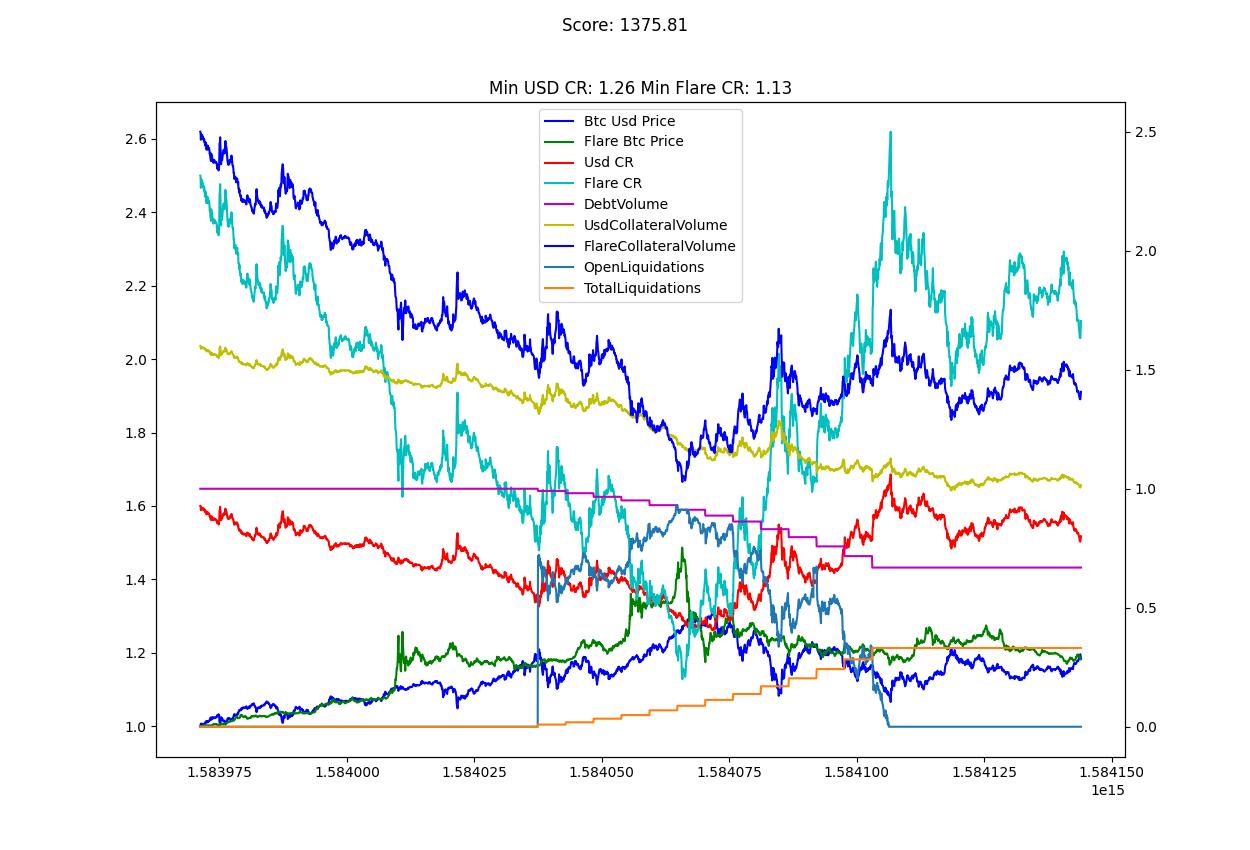 Score: 1375.81
Min USD CR: 1.26 Min Flare CR: 1.13
Btc Usd Price
Flare Btc Price
Usd CR
Flare CR
DebtVolume
UsdCollateralVolume
FlareCollateralVolume
OpenLiquidations
TotalLiquidations
2.6
2.4
2.2
2.0
1.8
1.6
1.4
1.2
1.0
2.5
2.0
1.5
1.0
0.5
0.0
1.583975 1.584000 1.584025 1.584050 1.584075 1.584100 1.584125 1.584150
1e15